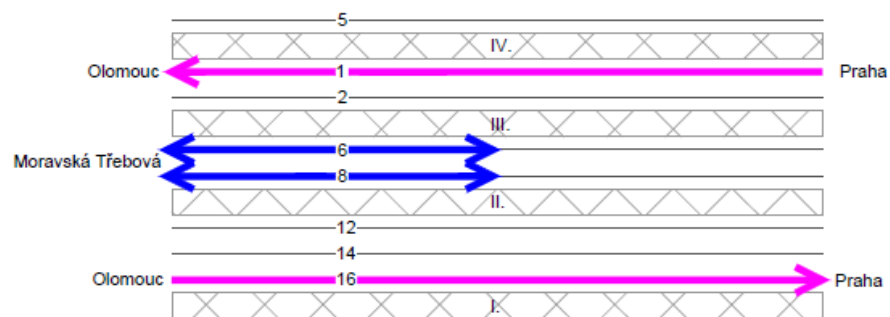 5
IV.
Olomouc 1 Praha
2
III.
Moravská Třebová 6
8
II.
12
14
Olomouc 16 Praha
I.